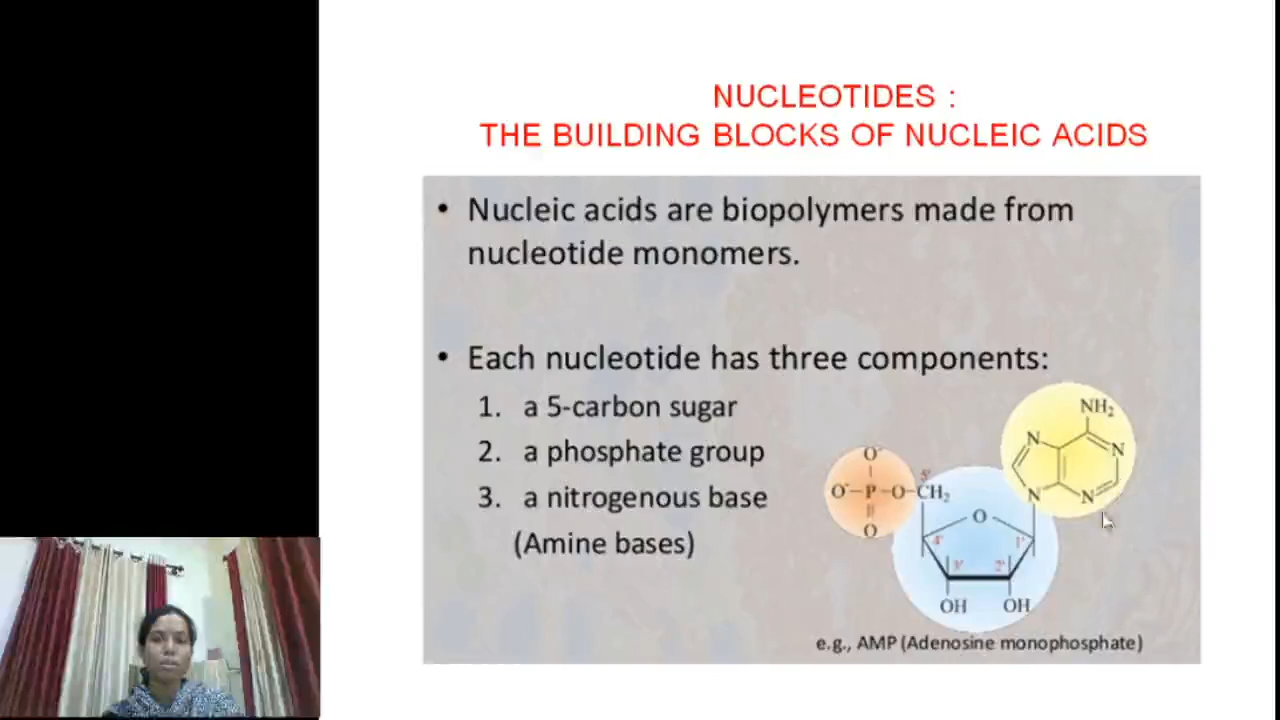 NUCLEOTIDES :
THE BUILDING BLOCKS OF NUCLEIC ACIDS
• Nucleic acids are biopolymers made from
nucleotide monomers.
• Each nucleotide has three components:
1. a 5-carbon sugar
2. a phosphate group
3. a nitrogenous base
(Amine bases)
NH₂
N
N
N
N
O⁻
O⁻–P–O–CH₂
5'
O
O
4'
1'
3'
2'
OH
OH
e.g., AMP (Adenosine monophosphate)